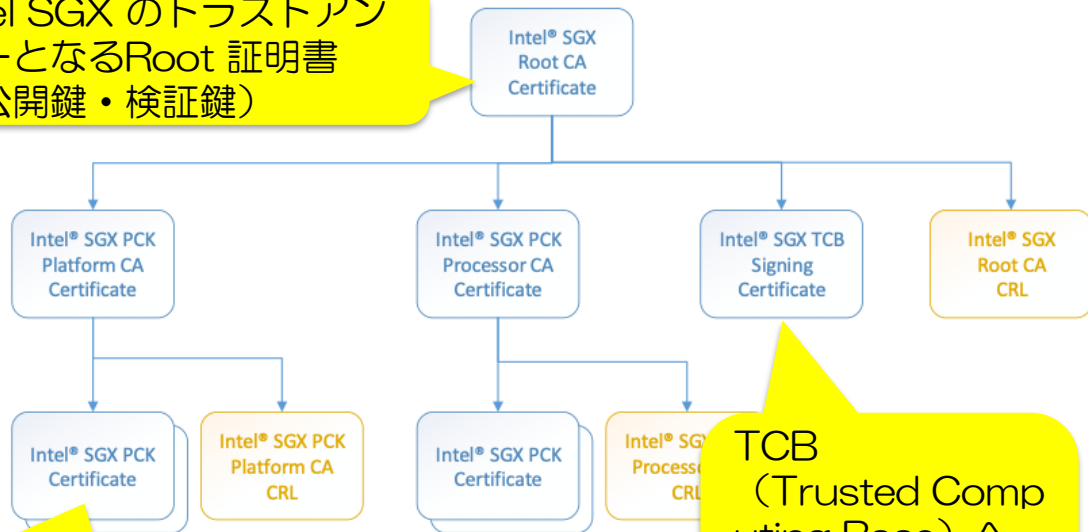 el SGX のトラストアン
ーとなるRoot 証明書
公開鍵・検証鍵）
Intel® SGX
Root CA
Certificate
Intel® SGX PCK
Platform CA
Certificate
Intel® SGX PCK
Processor CA
Certificate
Intel® SGX TCB
Signing
Certificate
Intel® SGX
Root CA
CRL
Intel® SGX PCK
Certificate
Intel® SGX PCK
Platform CA
CRL
Intel® SGX PCK
Certificate
Intel® SG
Process
CRL
TCB
（Trusted Comp